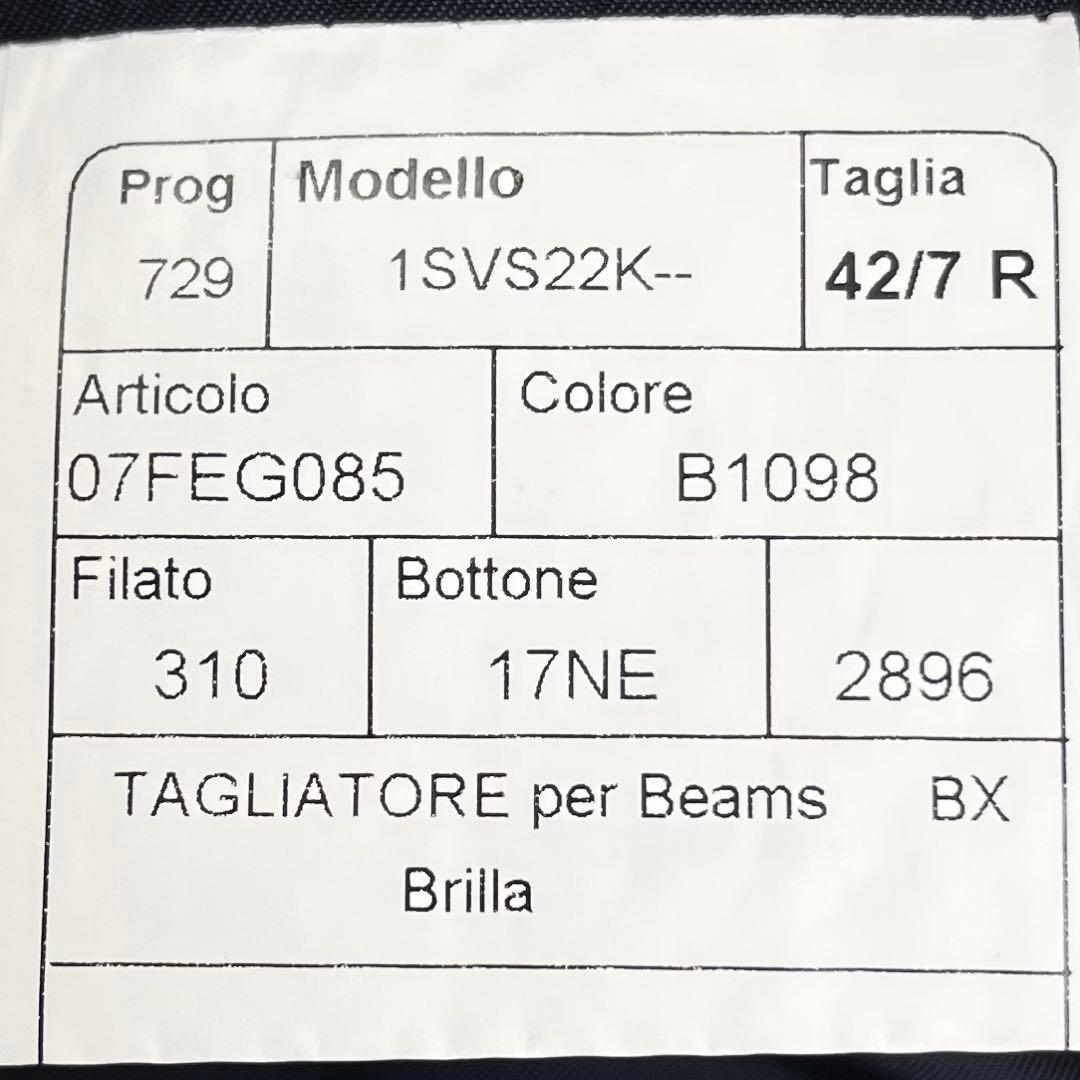 Prog Modello Taglia
729 1SVS22K-- 42/7 R
Articolo Colore
07FEG085 B1098
Filato Bottone
310 17NE 2896
TAGLIATORE per Beams BX
Brilla